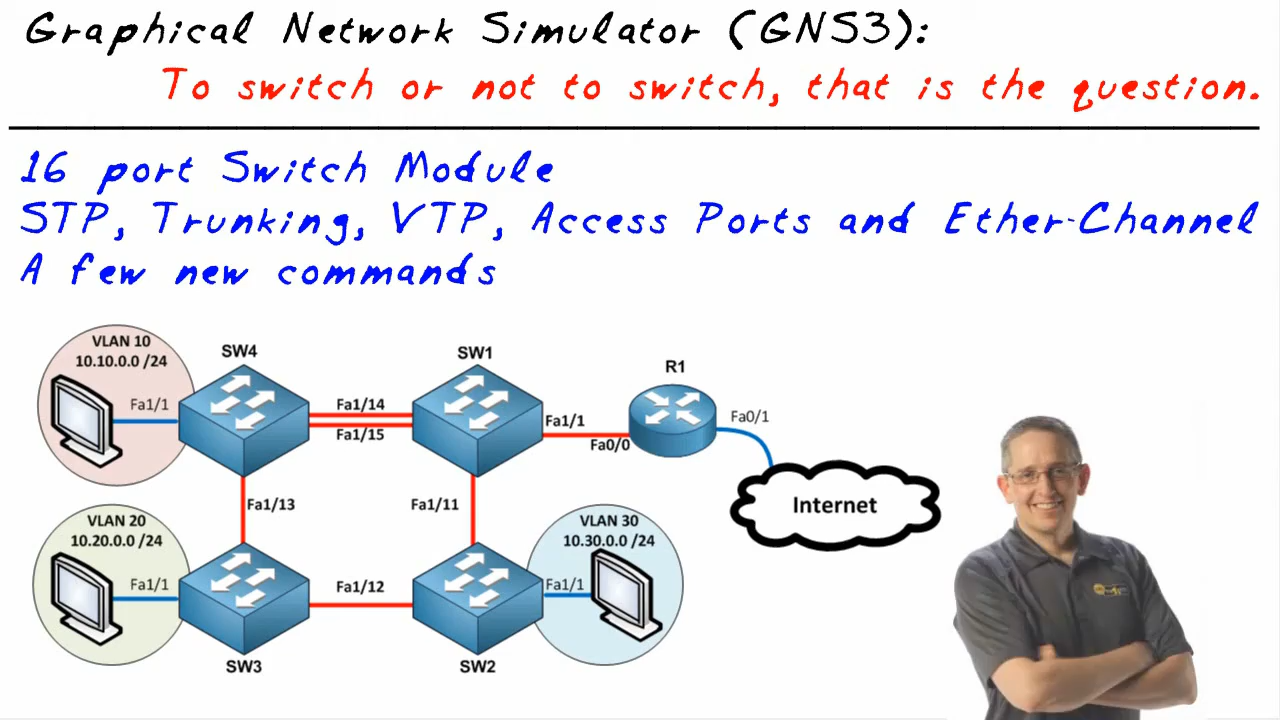 Graphical Network Simulator (GNS3):
To switch or not to switch, that is the question.
16 port Switch Module
STP, Trunking, VTP, Access Ports and Ether-Channel
A few new commands
VLAN 10
10.10.0.0 /24
Fa1/1
SW4
Fa1/14
Fa1/15
SW1
Fa1/1
Fa0/0
R1
Fa0/1
Internet
Fa1/13
Fa1/11
VLAN 20
10.20.0.0 /24
Fa1/1
SW3
Fa1/12
SW2
Fa1/1
VLAN 30
10.30.0.0 /24